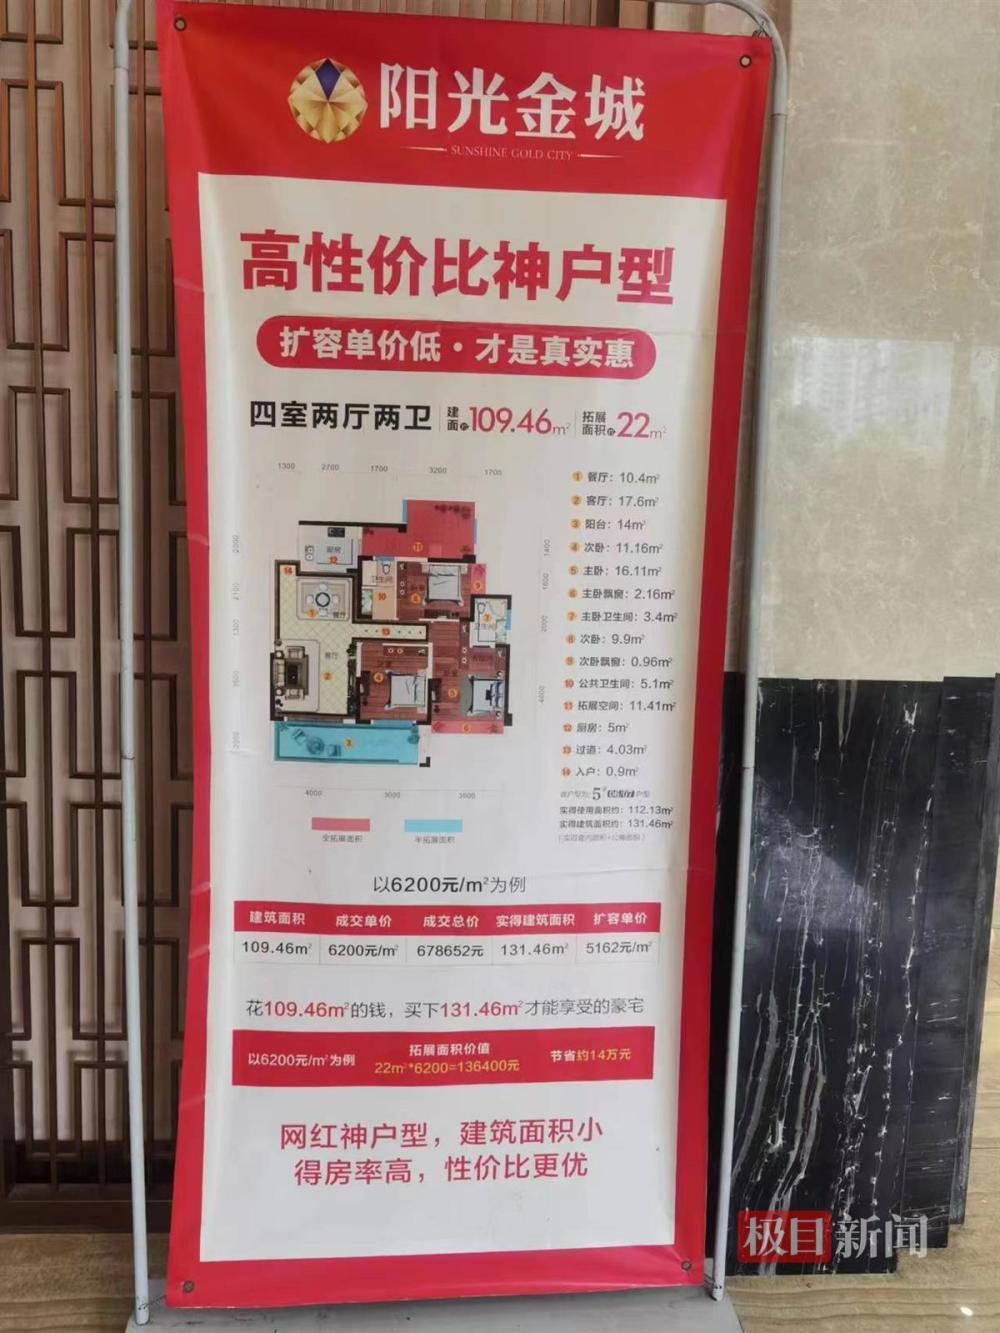 阳光金城
SUNSHINE GOLD CITY
高性价比神户型
扩容单价低·才是真实惠
四室两厅两卫 建面约109.46m² 拓展面积约22m²
1300 2700 1700 3200 1700
① 餐厅：10.4m²
② 客厅：17.6m²
③ 阳台：14m²
④ 次卧：11.16m²
⑤ 主卧：16.11m²
⑥ 主卧飘窗：2.16m²
⑦ 主卧卫生间：3.4m²
⑧ 次卧：9.9m²
⑨ 次卧飘窗：0.96m²
⑩ 公共卫生间：5.1m²
⑪ 拓展空间：11.41m²
⑫ 厨房：5m²
⑬ 过道：4.03m²
⑭ 入户：0.9m²
实得使用面积约：112.13m²
实得建筑面积约：131.46m²
厨房
卫生间
餐厅
卫生间
客厅
4000 3000 3600
全拓展面积 半拓展面积
以6200元/m²为例
建筑面积 成交单价 成交总价 实得建筑面积 扩容单价
109.46m² 6200元/m² 678652元 131.46m² 5162元/m²
花109.46m²的钱，买下131.46m²才能享受的豪宅
以6200元/m²为例 拓展面积价值 节省约14万元
22m²*6200=136400元
网红神户型，建筑面积小
得房率高，性价比更优
极目新闻